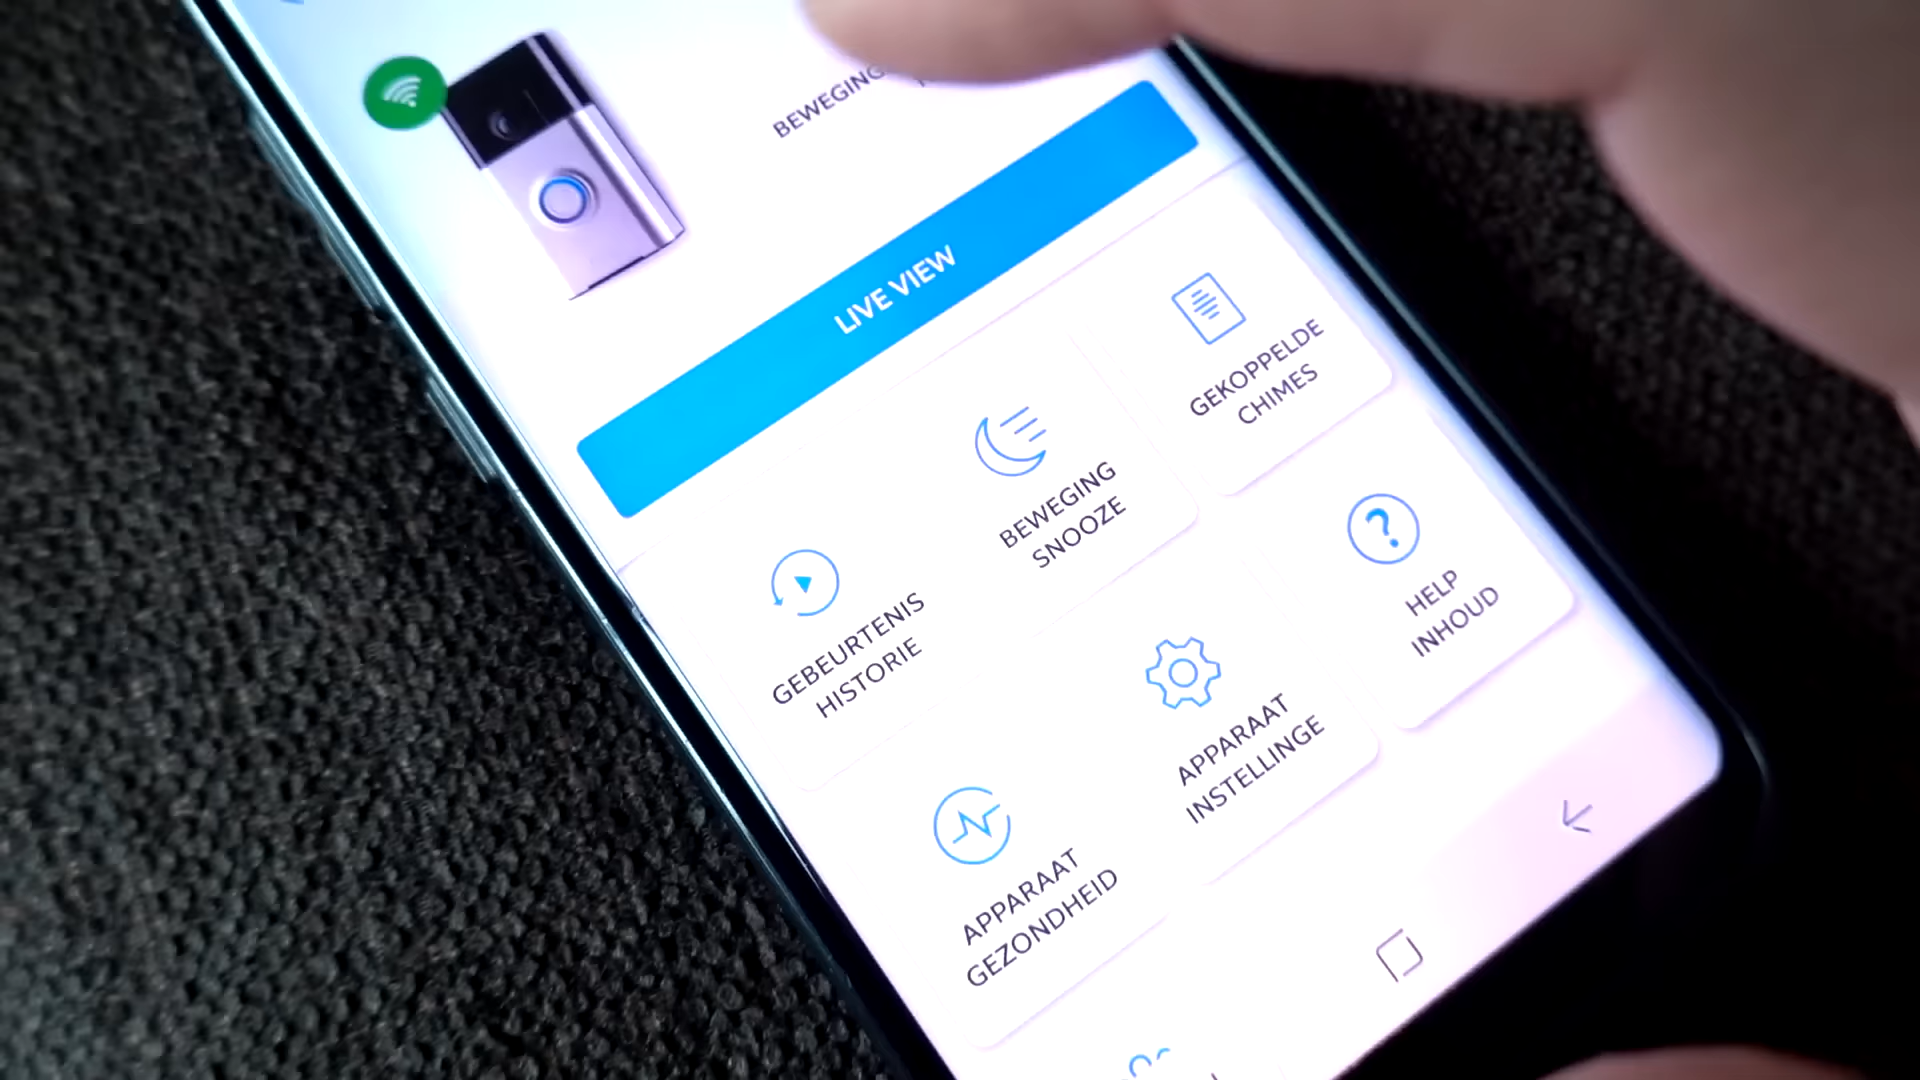 BEWEGING
LIVE VIEW
GEBEURTENIS
HISTORIE
BEWEGING
SNOOZE
GEKOPPELDE
CHIMES
APPARAAT
GEZONDHEID
APPARAAT
INSTELLINGE
HELP
INHOUD